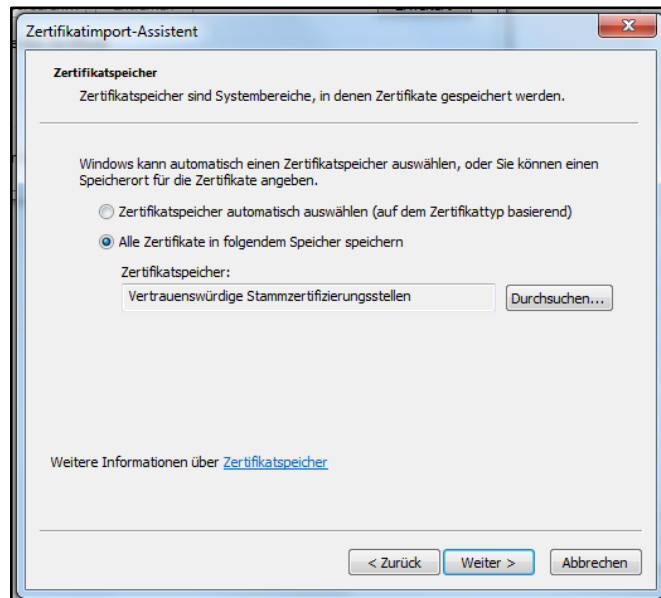 Zertifikatimport-Assistent
Zertifikatspeicher
Zertifikatspeicher sind Systembereiche, in denen Zertifikate gespeichert werden.
Windows kann automatisch einen Zertifikatspeicher auswählen, oder Sie können einen
Speicherort für die Zertifikate angeben.
Zertifikatspeicher automatisch auswählen (auf dem Zertifikattyp basierend)
Alle Zertifikate in folgendem Speicher speichern
Zertifikatspeicher:
Vertrauenswürdige Stammzertifizierungsstellen
Durchsuchen...
Weitere Informationen über Zertifikatspeicher
< Zurück
Weiter >
Abbrechen